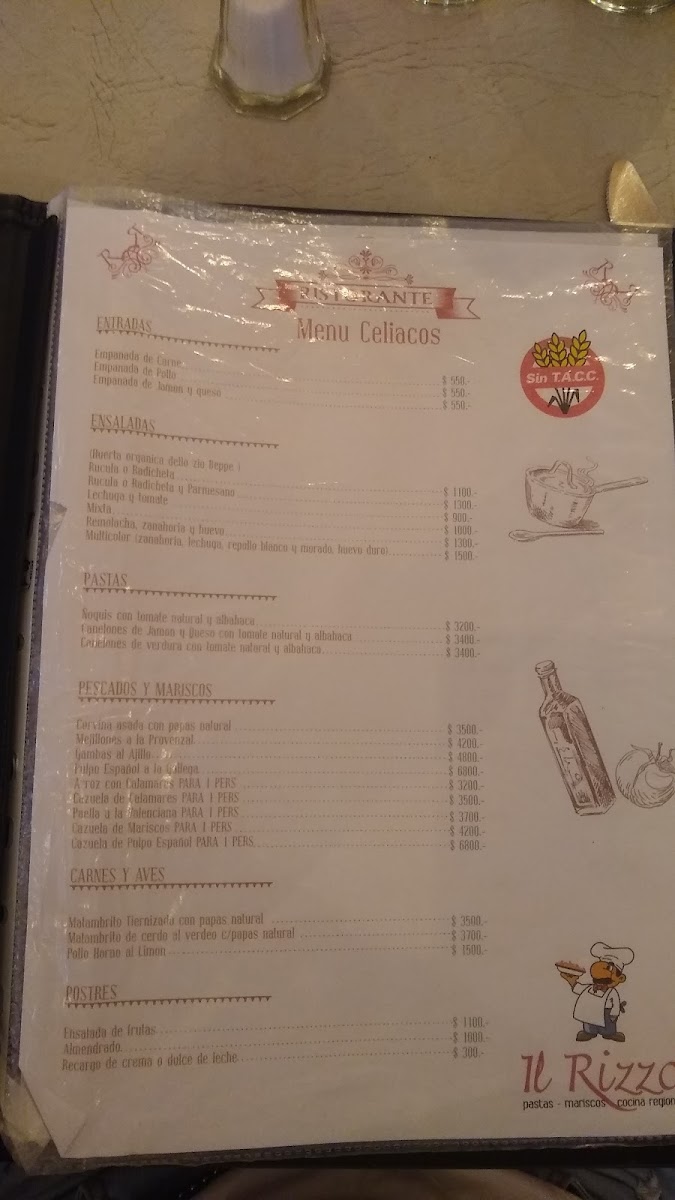 RISTORANTE
Menu Celiacos
Sin T.A.C.C.
ENTRADAS
Empanada de Carne $ 550.-
Empanada de Pollo $ 550.-
Empanada de Jamon y queso $ 550.-
ENSALADAS
(Huerta organica dello zio Beppe)
Rucula o Radicheta $ 1100.-
Rucula o Radicheta y Parmesano $ 1300.-
Lechuga y tomate $ 900.-
Mixta $ 1000.-
Remolacha, zanahoria y huevo $ 1300.-
Multicolor (zanahoria, lechuga, repollo blanco y morado, huevo duro) $ 1500.-
PASTAS
Ñoquis con tomate natural y albahaca $ 3200.-
Canelones de Jamon y Queso con tomate natural y albahaca $ 3400.-
Canelones de verdura con tomate natural y albahaca $ 3400.-
PESCADOS Y MARISCOS
Corvina asada con papas natural $ 3500.-
Mejillones a la Provenzal $ 4200.-
Gambas al Ajillo $ 4800.-
Pulpo Español a la Gallega $ 6800.-
Arroz con Calamares PARA 1 PERS $ 3200.-
Cazuela de Calamares PARA 1 PERS $ 3500.-
Paella a la Valenciana PARA 1 PERS $ 3700.-
Cazuela de Mariscos PARA 1 PERS $ 4200.-
Cazuela de Pulpo Español PARA 1 PERS $ 6800.-
CARNES Y AVES
Matambrito Tiernizado con papas natural $ 3500.-
Matambrito de cerdo al verdeo c/papas natural $ 3700.-
Pollo Horno al Limon $ 1500.-
POSTRES
Ensalada de frutas $ 1100.-
Almendrado $ 1000.-
Recargo de crema o dulce de leche $ 300.-
Il Rizzo
pastas - mariscos - cocina region